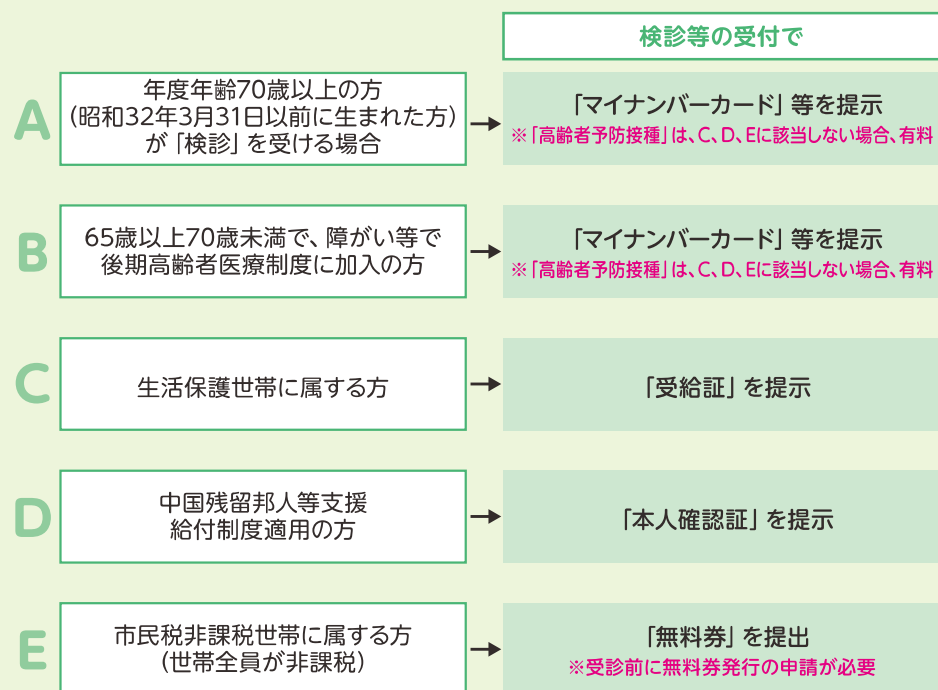 検診等の受付で
A
年度年齢70歳以上の方
(昭和32年3月31日以前に生まれた方)
が「検診」を受ける場合
「マイナンバーカード」等を提示
※「高齢者予防接種」は、C、D、Eに該当しない場合、有料
B
65歳以上70歳未満で、障がい等で
後期高齢者医療制度に加入の方
「マイナンバーカード」等を提示
※「高齢者予防接種」は、C、D、Eに該当しない場合、有料
C
生活保護世帯に属する方
「受給証」を提示
D
中国残留邦人等支援
給付制度適用の方
「本人確認証」を提示
E
市民税非課税世帯に属する方
(世帯全員が非課税)
「無料券」を提出
※受診前に無料券発行の申請が必要